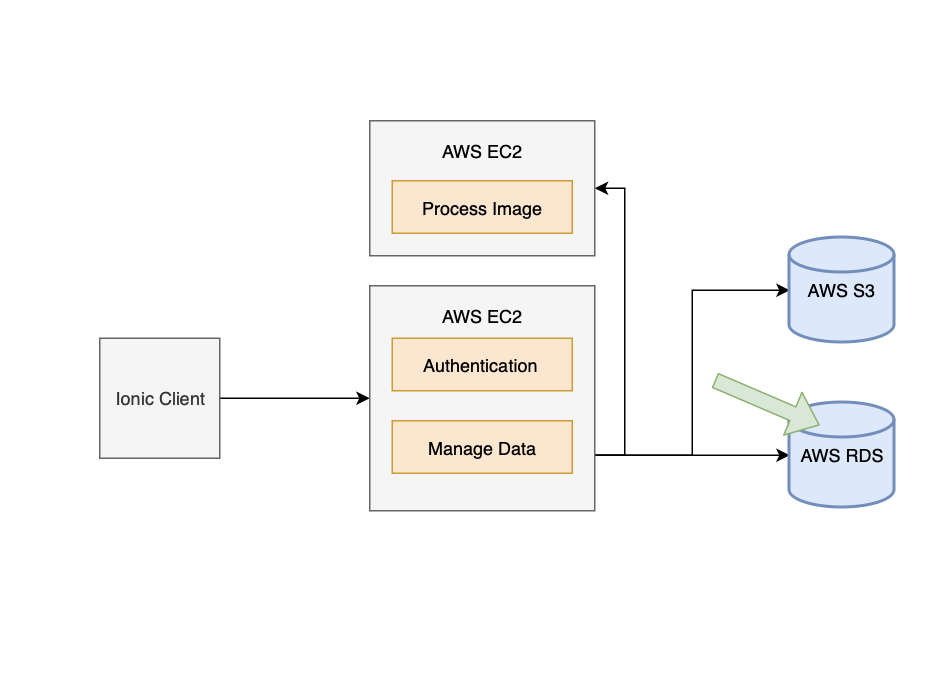 AWS EC2
Process Image
AWS EC2
Authentication
Manage Data
Ionic Client
AWS S3
AWS RDS